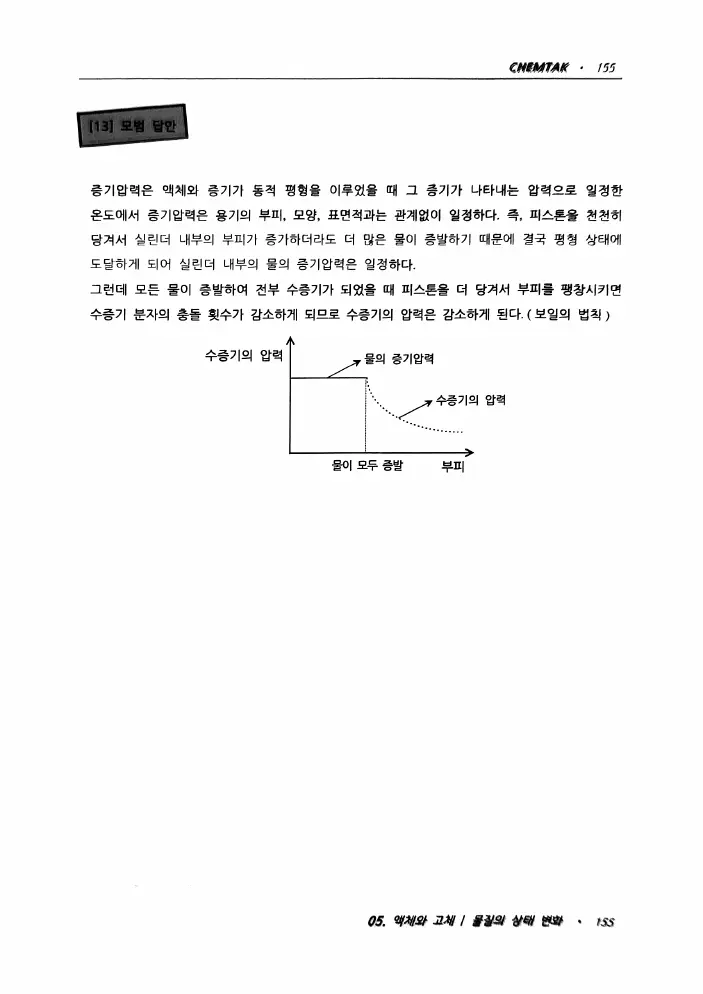 CHEMTAK · 155
[13] 모범 답안
증기압력은 액체와 증기가 동적 평형을 이루었을 때 그 증기가 나타내는 압력으로 일정한
온도에서 증기압력은 용기의 부피, 모양, 표면적과는 관계없이 일정하다. 즉, 피스톤을 천천히
당겨서 실린더 내부의 부피가 증가하더라도 더 많은 물이 증발하기 때문에 결국 평형 상태에
도달하게 되어 실린더 내부의 물의 증기압력은 일정하다.
그런데 모든 물이 증발하여 전부 수증기가 되었을 때 피스톤을 더 당겨서 부피를 팽창시키면
수증기 분자의 충돌 횟수가 감소하게 되므로 수증기의 압력은 감소하게 된다. ( 보일의 법칙 )
수증기의 압력
물의 증기압력
수증기의 압력
물이 모두 증발 부피
05. 액체와 고체 / 물질의 상태 변화 · 155